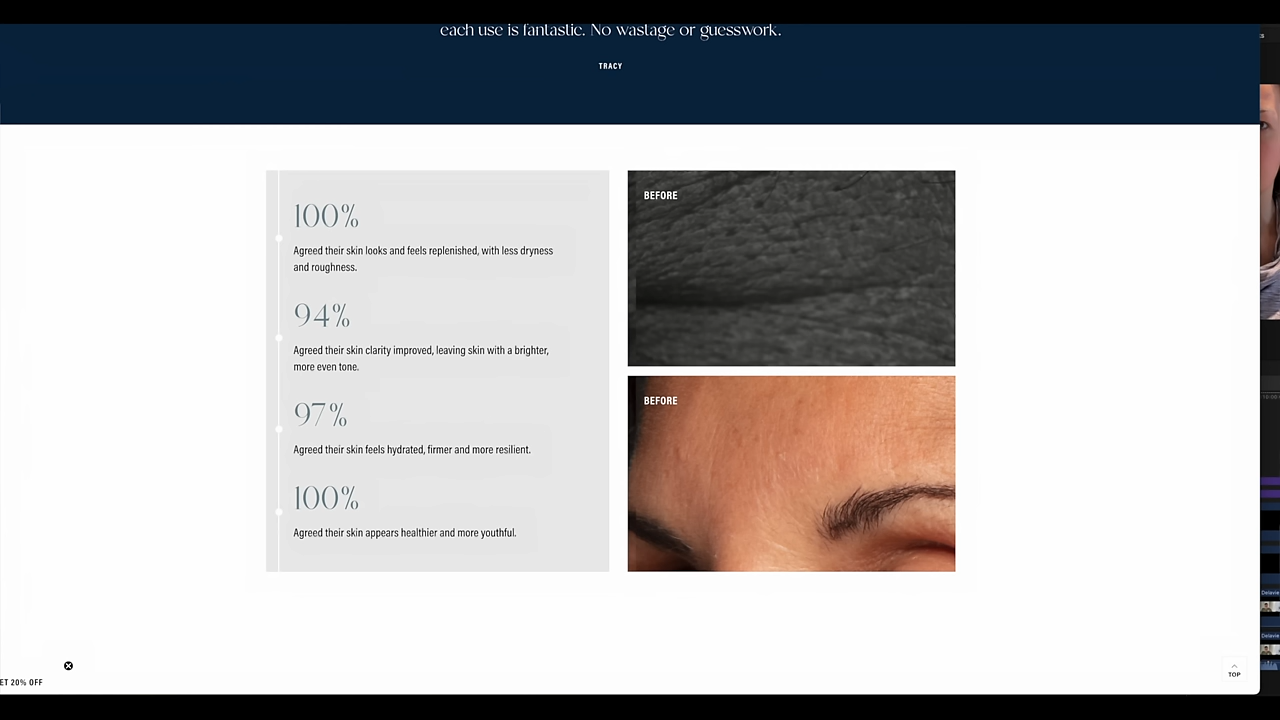 each use is fantastic. No wastage or guesswork.
TRACY
100%
Agreed their skin looks and feels replenished, with less dryness
and roughness.
94%
Agreed their skin clarity improved, leaving skin with a brighter,
more even tone.
97%
Agreed their skin feels hydrated, firmer and more resilient.
100%
Agreed their skin appears healthier and more youthful.
BEFORE
BEFORE
ET 20% OFF
TOP
Delavie
Delavie